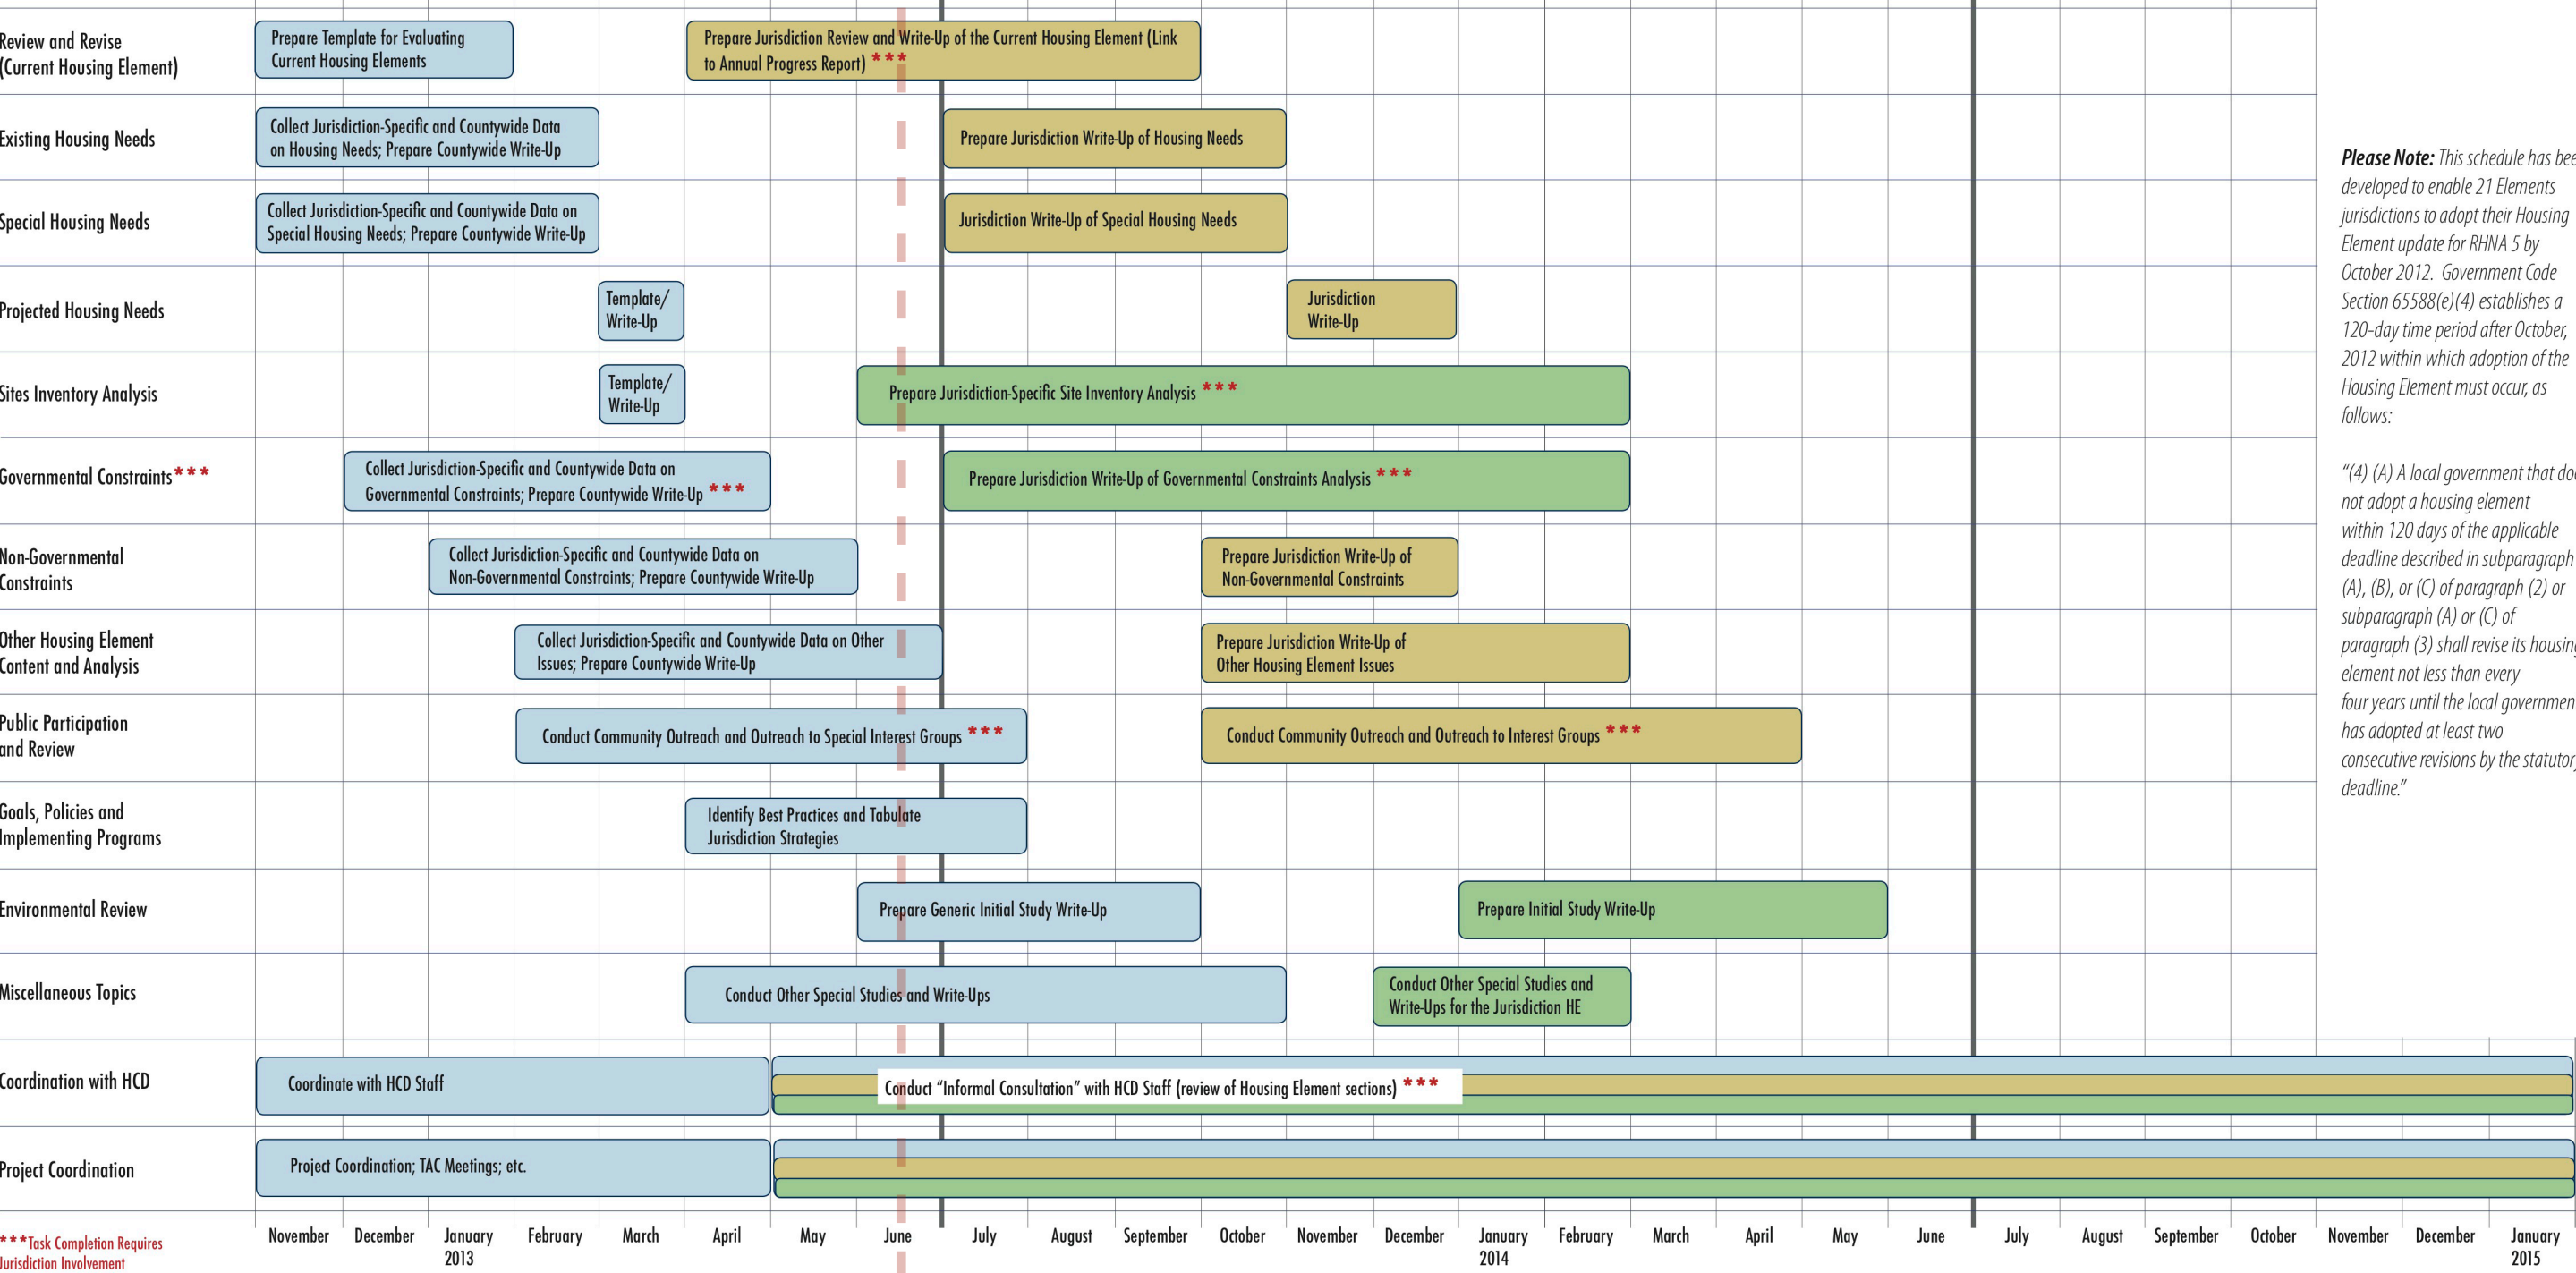 Review and Revise
(Current Housing Element)
Prepare Template for Evaluating
Current Housing Elements
Prepare Jurisdiction Review and Write-Up of the Current Housing Element (Link
to Annual Progress Report) ***
Existing Housing Needs
Collect Jurisdiction-Specific and Countywide Data
on Housing Needs; Prepare Countywide Write-Up
Prepare Jurisdiction Write-Up of Housing Needs
Special Housing Needs
Collect Jurisdiction-Specific and Countywide Data on
Special Housing Needs; Prepare Countywide Write-Up
Jurisdiction Write-Up of Special Housing Needs
Projected Housing Needs
Template/
Write-Up
Jurisdiction
Write-Up
Sites Inventory Analysis
Template/
Write-Up
Prepare Jurisdiction-Specific Site Inventory Analysis ***
Governmental Constraints***
Collect Jurisdiction-Specific and Countywide Data on
Governmental Constraints; Prepare Countywide Write-Up ***
Prepare Jurisdiction Write-Up of Governmental Constraints Analysis ***
Non-Governmental
Constraints
Collect Jurisdiction-Specific and Countywide Data on
Non-Governmental Constraints; Prepare Countywide Write-Up
Prepare Jurisdiction Write-Up of
Non-Governmental Constraints
Other Housing Element
Content and Analysis
Collect Jurisdiction-Specific and Countywide Data on Other
Issues; Prepare Countywide Write-Up
Prepare Jurisdiction Write-Up of
Other Housing Element Issues
Public Participation
and Review
Conduct Community Outreach and Outreach to Special Interest Groups ***
Conduct Community Outreach and Outreach to Interest Groups ***
Goals, Policies and
Implementing Programs
Identify Best Practices and Tabulate
Jurisdiction Strategies
Environmental Review
Prepare Generic Initial Study Write-Up
Prepare Initial Study Write-Up
Miscellaneous Topics
Conduct Other Special Studies and Write-Ups
Conduct Other Special Studies and
Write-Ups for the Jurisdiction HE
Coordination with HCD
Coordinate with HCD Staff
Conduct “Informal Consultation” with HCD Staff (review of Housing Element sections) ***
Project Coordination
Project Coordination; TAC Meetings; etc.
November December January February March April May June July August September October November December January February March April May June July August September October November December January
2013 2014 2015
***Task Completion Requires
Jurisdiction Involvement
Please Note: This schedule has bee
developed to enable 21 Elements
jurisdictions to adopt their Housing
Element update for RHNA 5 by
October 2012. Government Code
Section 65588(e)(4) establishes a
120-day time period after October,
2012 within which adoption of the
Housing Element must occur, as
follows:
“(4) (A) A local government that doe
not adopt a housing element
within 120 days of the applicable
deadline described in subparagraph
(A), (B), or (C) of paragraph (2) or
subparagraph (A) or (C) of
paragraph (3) shall revise its housing
element not less than every
four years until the local governmen
has adopted at least two
consecutive revisions by the statutor
deadline.”